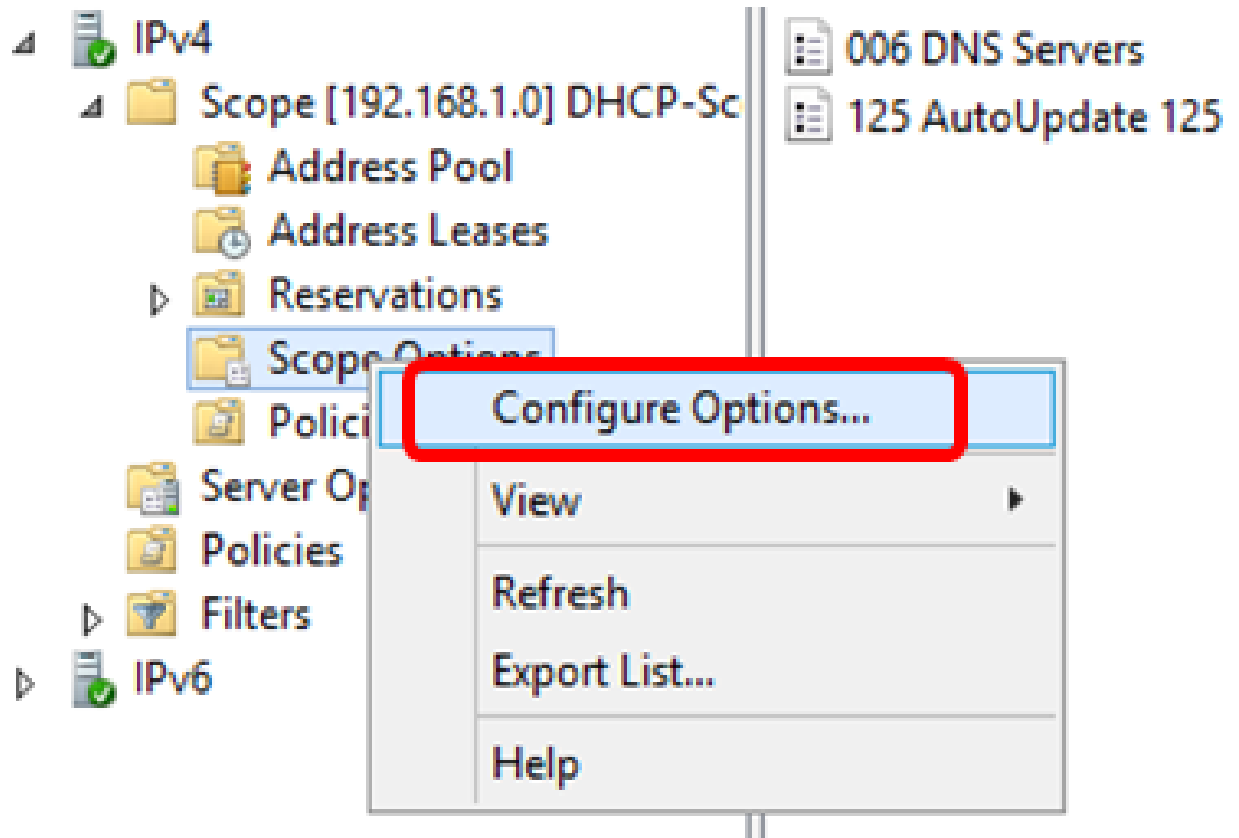 IPv4
Scope [192.168.1.0] DHCP-Sc
Address Pool
Address Leases
Reservations
Scope Options
Polici
Server Op
Policies
Filters
IPv6
006 DNS Servers
125 AutoUpdate 125
Configure Options...
View
Refresh
Export List...
Help